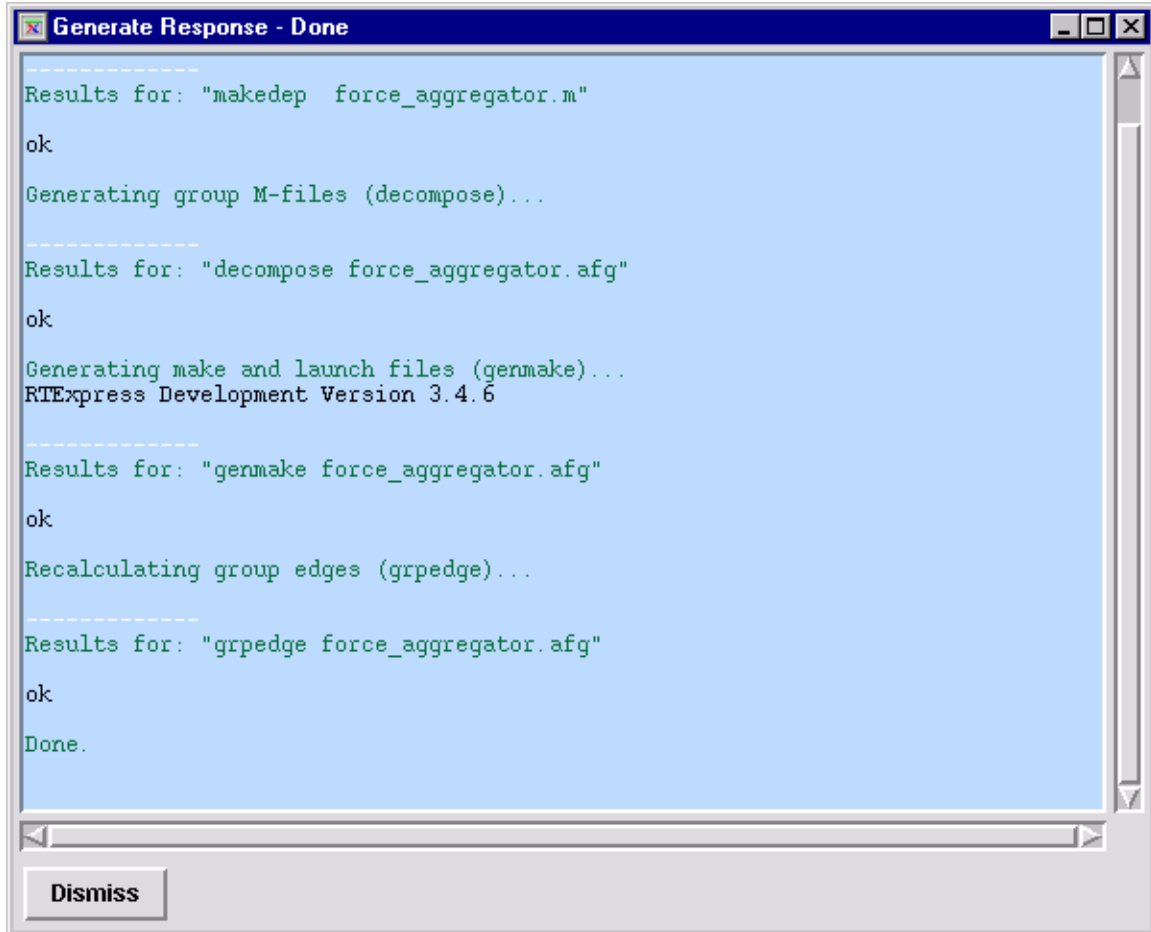 Generate Response - Done
-------------
Results for: "makedep  force_aggregator.m"
ok
Generating group M-files (decompose)...
-------------
Results for: "decompose force_aggregator.afg"
ok
Generating make and launch files (genmake)...
RTExpress Development Version 3.4.6
-------------
Results for: "genmake force_aggregator.afg"
ok
Recalculating group edges (grpedge)...
-------------
Results for: "grpedge force_aggregator.afg"
ok
Done.
Dismiss